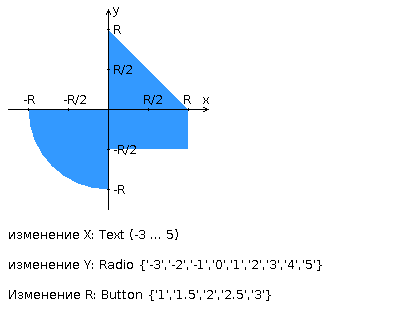 y
R
R/2
-R -R/2 R/2 R x
-R/2
-R
изменение X: Text (-3 ... 5)
изменение Y: Radio {'-3','-2','-1','0','1','2','3','4','5'}
Изменение R: Button {'1','1.5','2','2.5','3'}